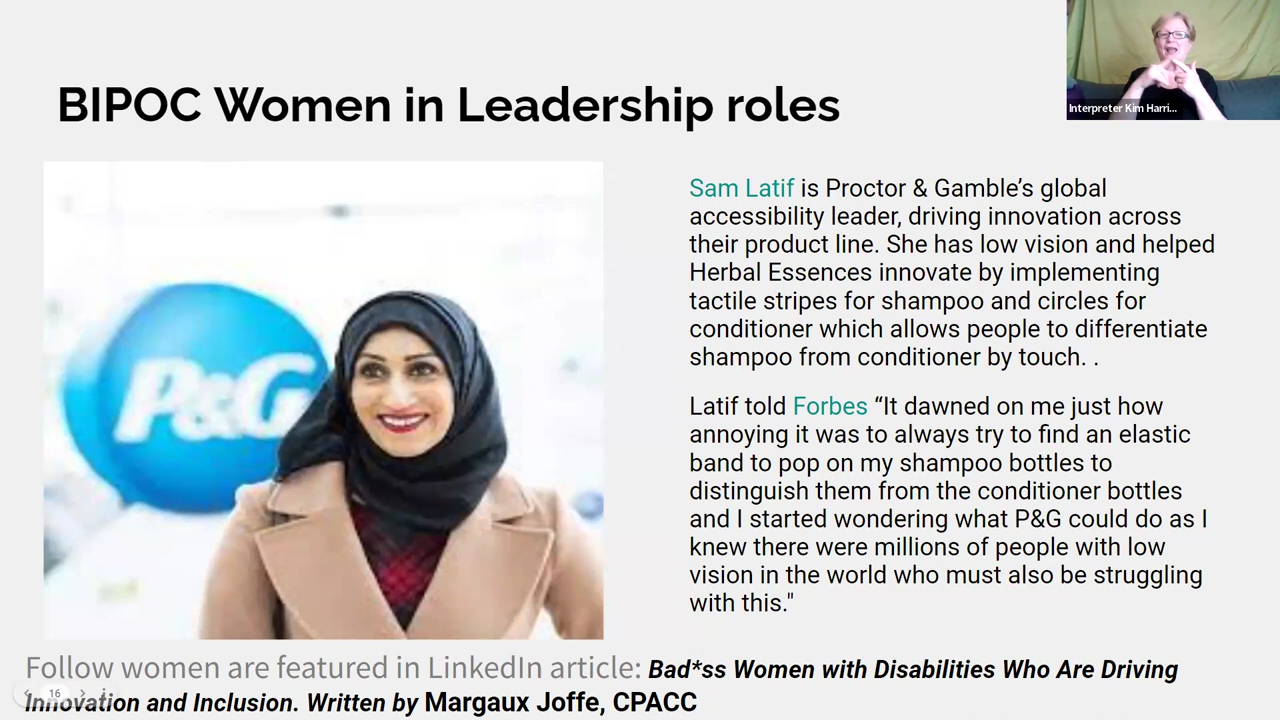 BIPOC Women in Leadership roles
Interpreter Kim Harri...
P&G
Sam Latif is Proctor & Gamble’s global
accessibility leader, driving innovation across
their product line. She has low vision and helped
Herbal Essences innovate by implementing
tactile stripes for shampoo and circles for
conditioner which allows people to differentiate
shampoo from conditioner by touch. .
Latif told Forbes “It dawned on me just how
annoying it was to always try to find an elastic
band to pop on my shampoo bottles to
distinguish them from the conditioner bottles
and I started wondering what P&G could do as I
knew there were millions of people with low
vision in the world who must also be struggling
with this."
Follow women are featured in LinkedIn article: Bad*ss Women with Disabilities Who Are Driving
Innovation and Inclusion. Written by Margaux Joffe, CPACC
16